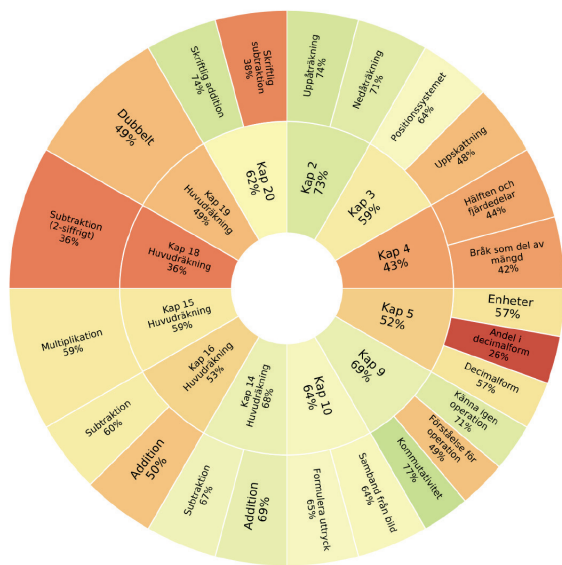 Uppåträkning
74%
Nedåträkning
71%
Positionssystemet
64%
Uppskattning
48%
Hälften och
fjärdedelar
44%
Bråk som del av
mängd
42%
Enheter
57%
Andel i
decimalform
26%
Decimalform
57%
Känna igen
operation
71%
Förståelse för
operation
49%
Kommutativitet
77%
Samband från bild
64%
Formulera uttryck
65%
Addition
69%
Subtraktion
67%
Addition
50%
Subtraktion
60%
Multiplikation
59%
Subtraktion
(2-siffrigt)
36%
Dubbelt
49%
Skriftlig addition
74%
Skriftlig
subtraktion
38%
Kap 2
73%
Kap 3
59%
Kap 4
43%
Kap 5
52%
Kap 9
69%
Kap 10
64%
Kap 14
Huvudräkning
68%
Kap 16
Huvudräkning
53%
Kap 15
Huvudräkning
59%
Kap 18
Huvudräkning
36%
Kap 19
Huvudräkning
49%
Kap 20
62%